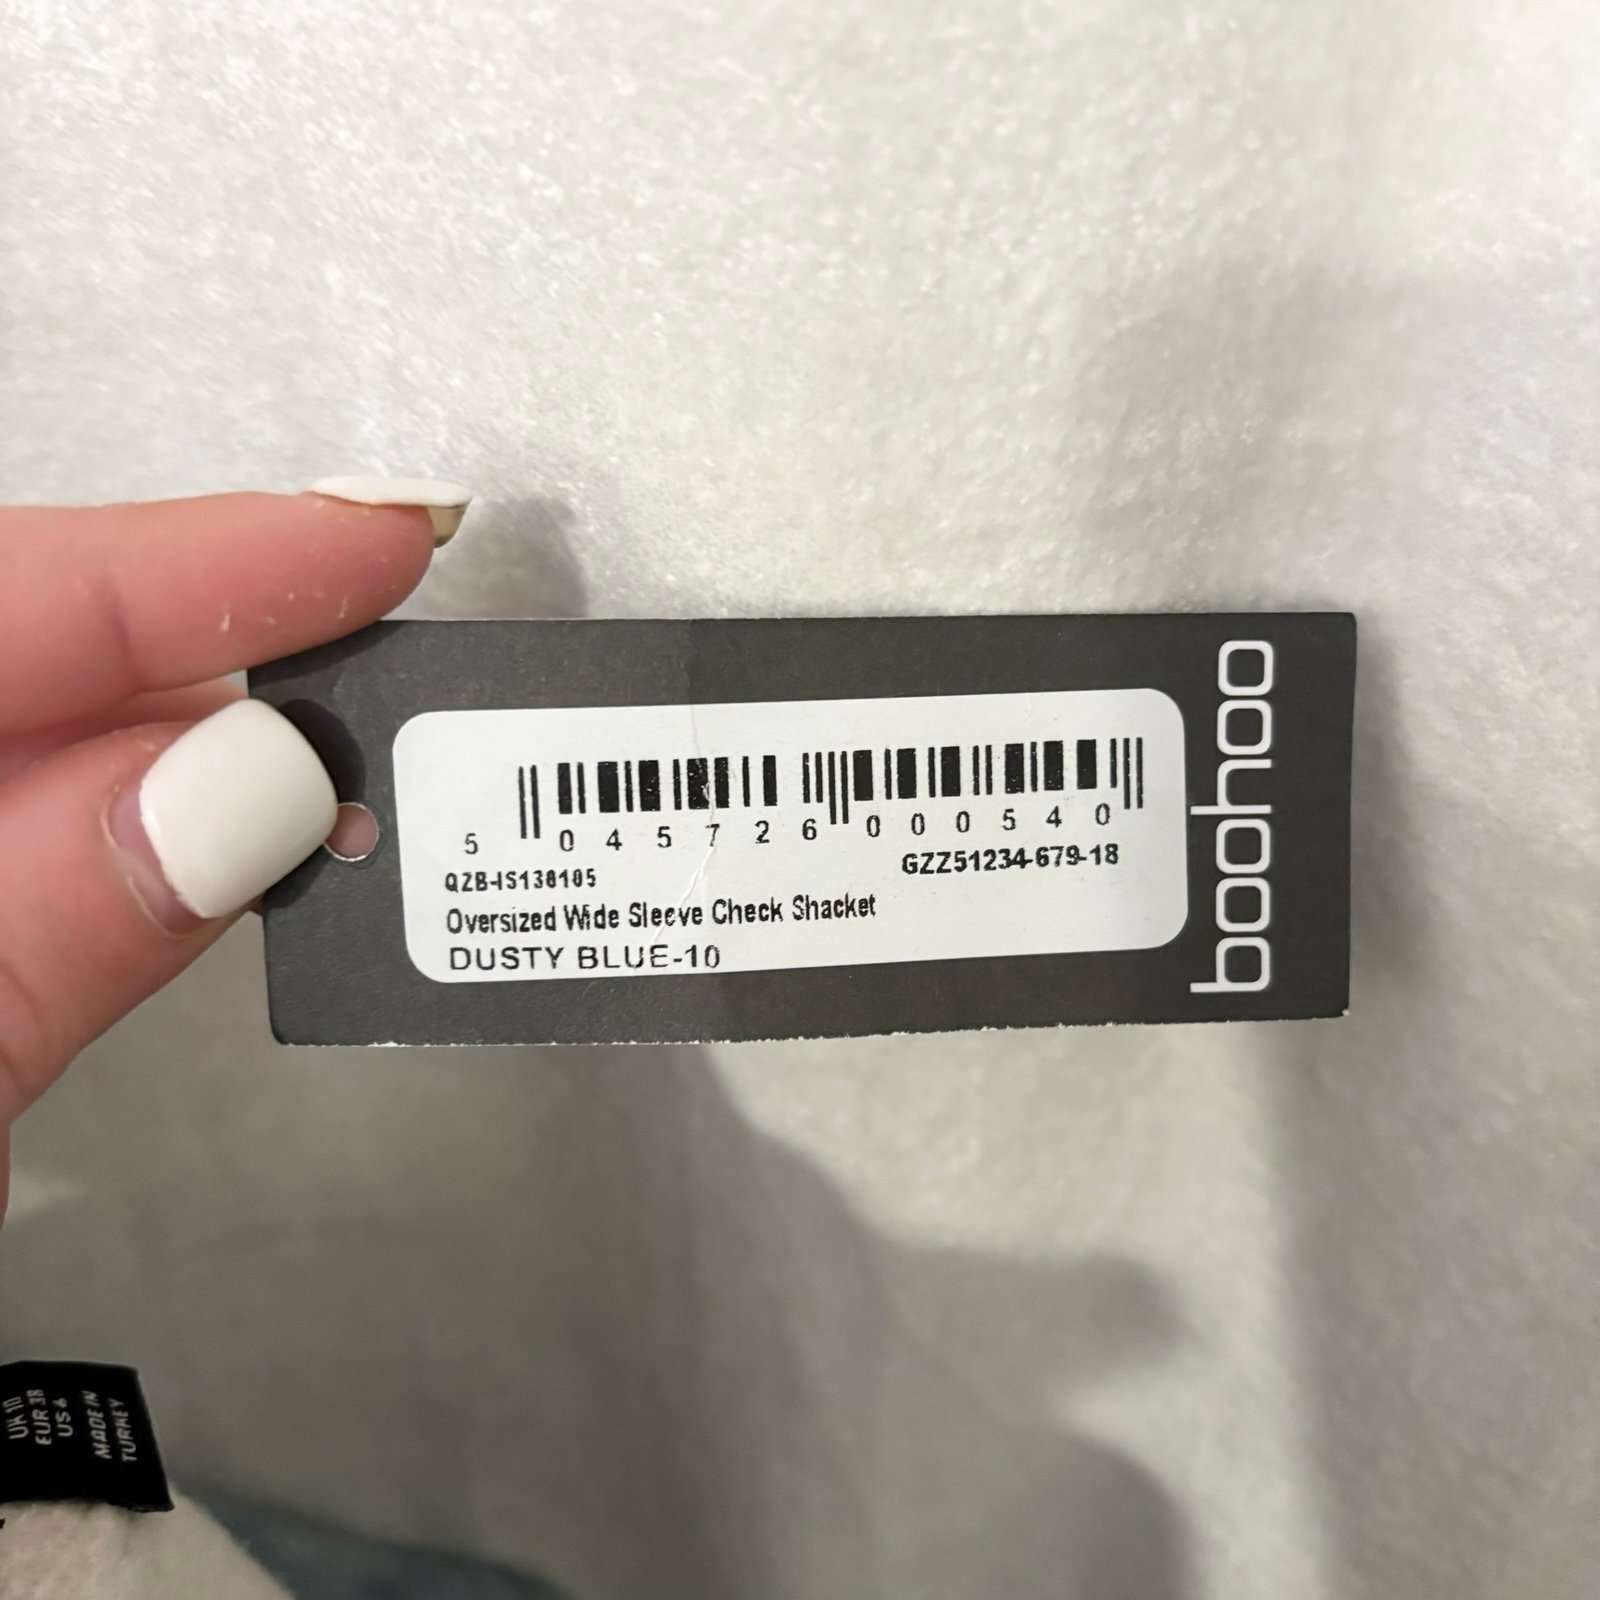 5 045726 000540
QZB-IS138105
GZZ51234-679-18
Oversized Wide Sleeve Check Shacket
DUSTY BLUE-10
boohoo
UK 10
EUR 38
US 6
MADE IN
TURKEY